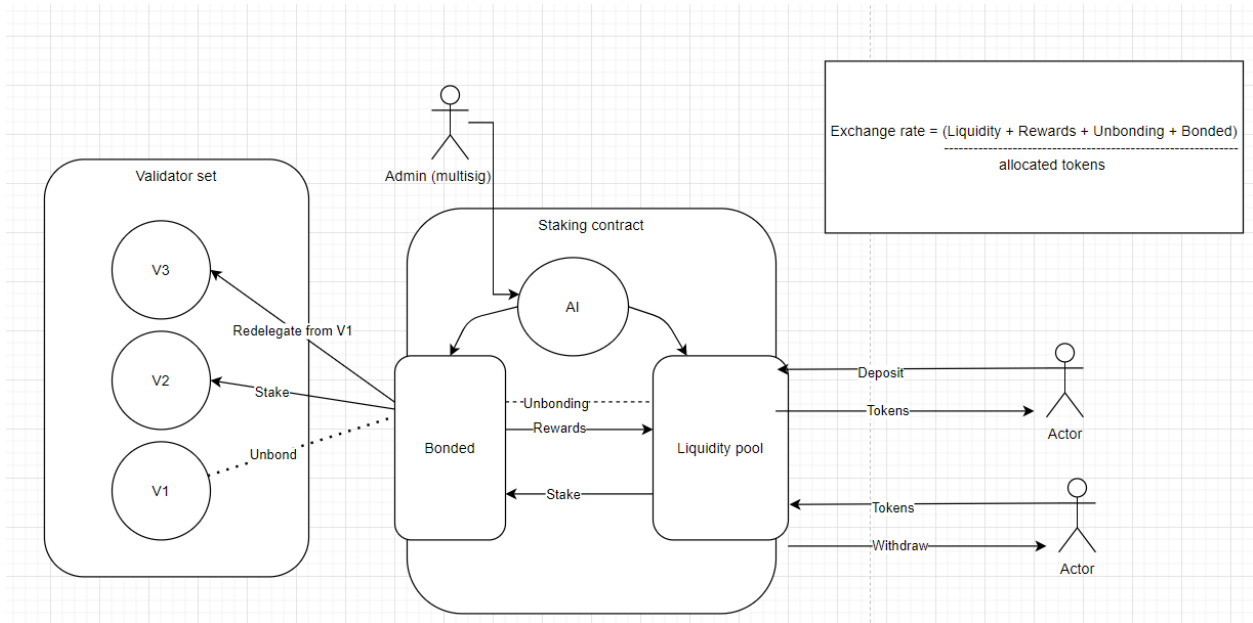 Exchange rate = (Liquidity + Rewards + Unbonding + Bonded)
allocated tokens
Admin (multisig)
Validator set
Staking contract
V3
AI
Redelegate from V1
V2
Stake
Deposit
Unbonding
Tokens
Rewards
Actor
V1
Unbond
Bonded
Liquidity pool
Stake
Tokens
Withdraw
Actor